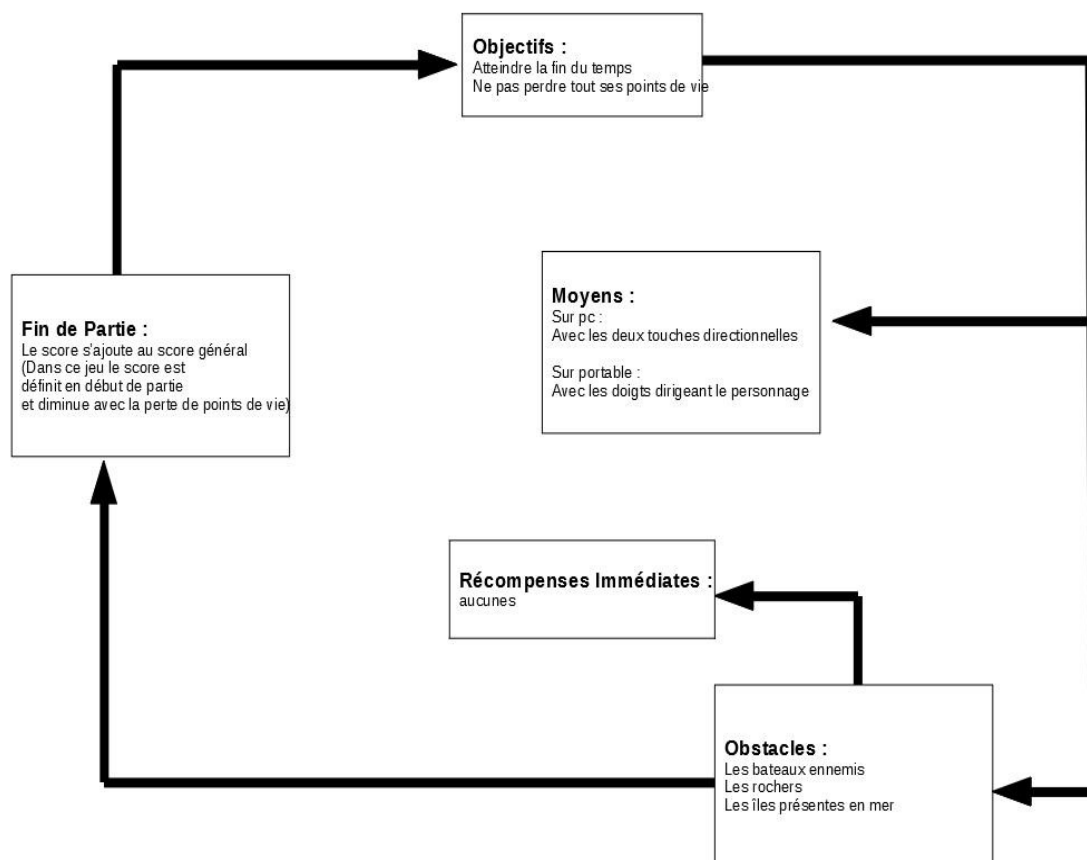 Objectifs :
Atteindre la fin du temps
Ne pas perdre tout ses points de vie
Moyens :
Sur pc :
Avec les deux touches directionnelles
Sur portable :
Avec les doigts dirigeant le personnage
Fin de Partie :
Le score s'ajoute au score général
(Dans ce jeu le score est
définit en début de partie
et diminue avec la perte de points de vie)
Récompenses Immédiates :
aucunes
Obstacles :
Les bateaux ennemis
Les rochers
Les îles présentes en mer